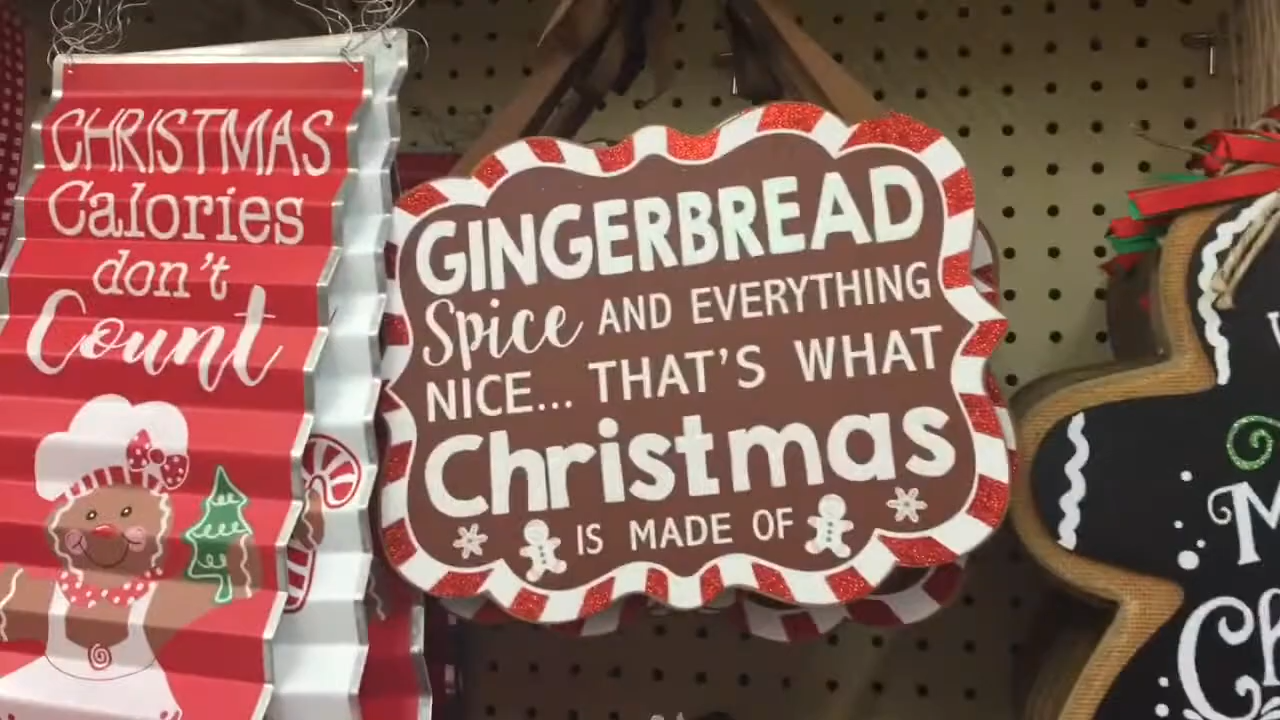 CHRISTMAS
Calories
don't
Count
GINGERBREAD
Spice AND EVERYTHING
NICE... THAT'S WHAT
Christmas
IS MADE OF